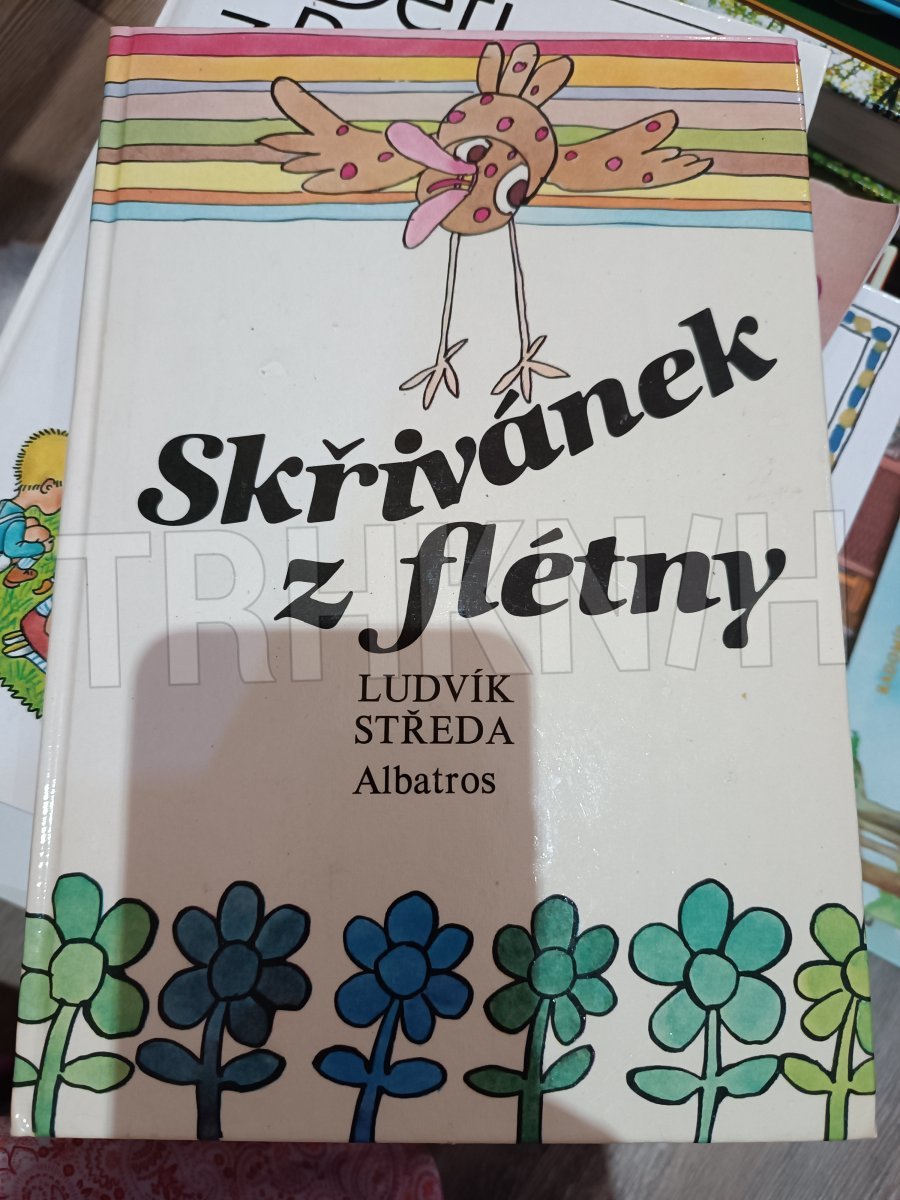 Skřivánek
z flétny
TRHKNIH
LUDVÍK
STŘEDA
Albatros